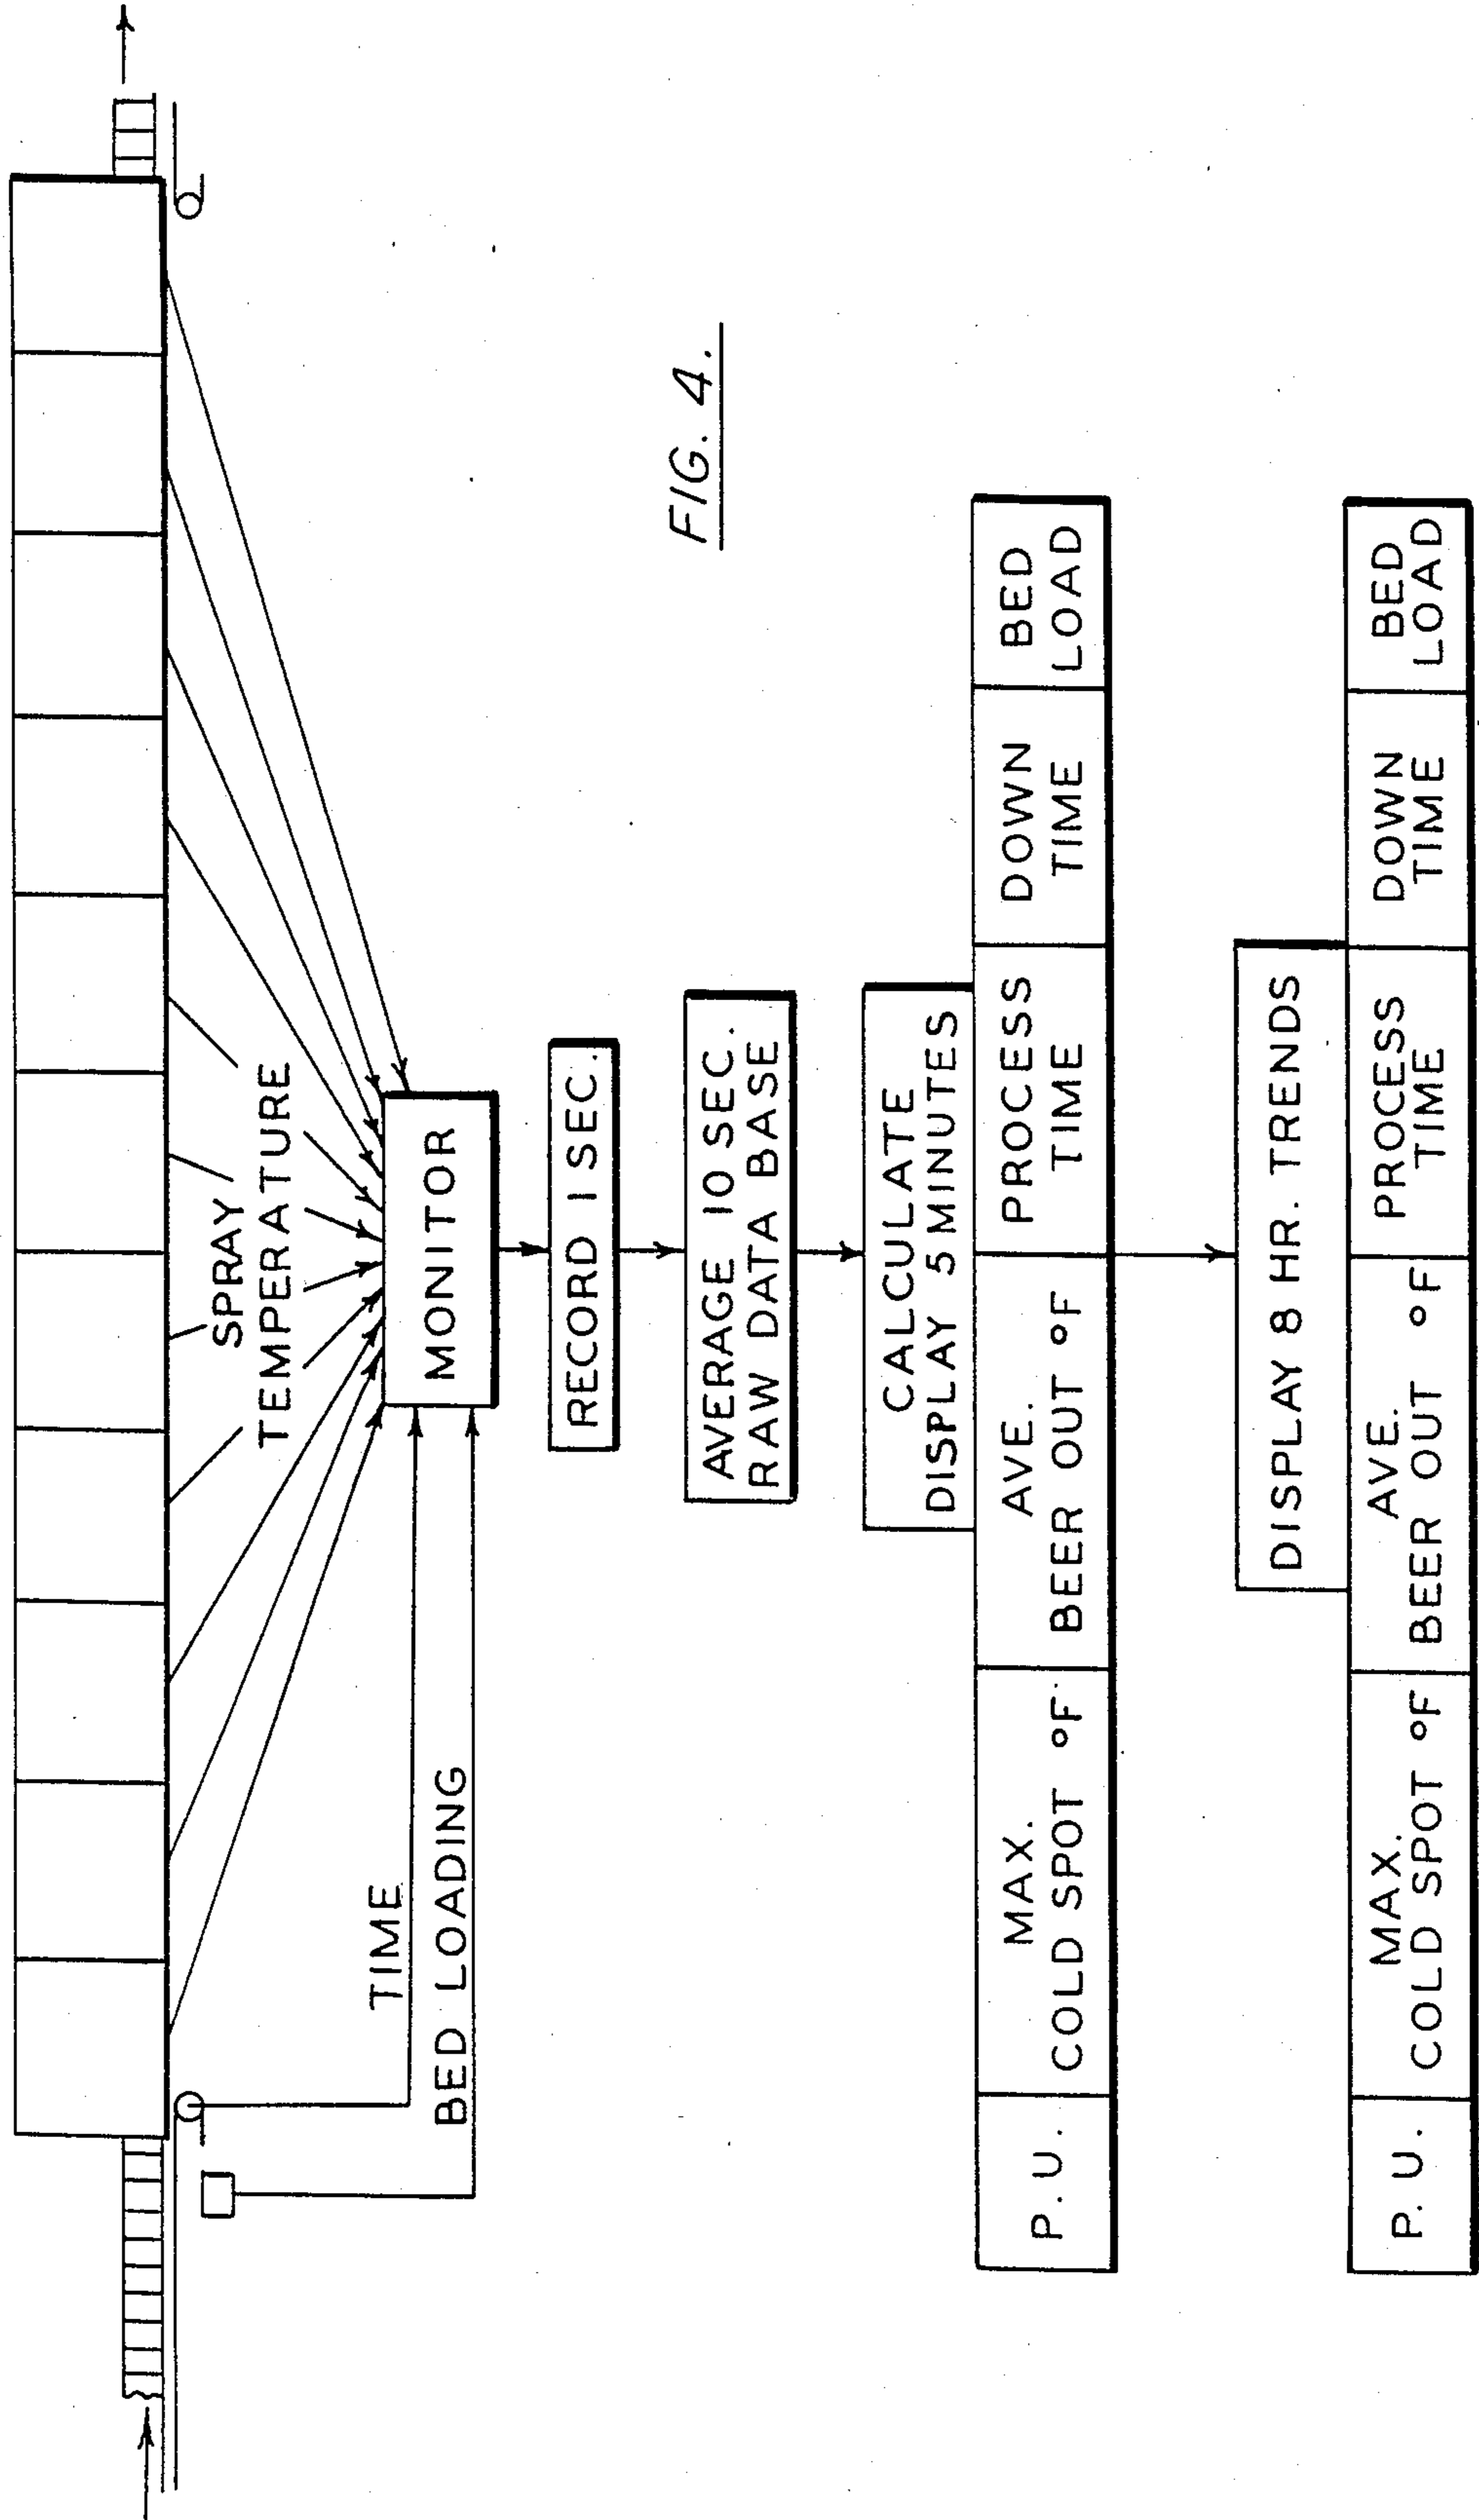 SPRAY
TEMPERATURE
TIME
BED LOADING
MONITOR
RECORD 1 SEC.
AVERAGE 10 SEC.
RAW DATA BASE
FIG. 4.
CALCULATE
DISPLAY 5 MINUTES
P. U.
MAX.
COLD SPOT °F
AVE.
BEER OUT °F
PROCESS
TIME
DOWN
TIME
BED
LOAD
DISPLAY 8 HR. TRENDS
P. U.
MAX.
COLD SPOT °F
AVE.
BEER OUT °F
PROCESS
TIME
DOWN
TIME
BED
LOAD